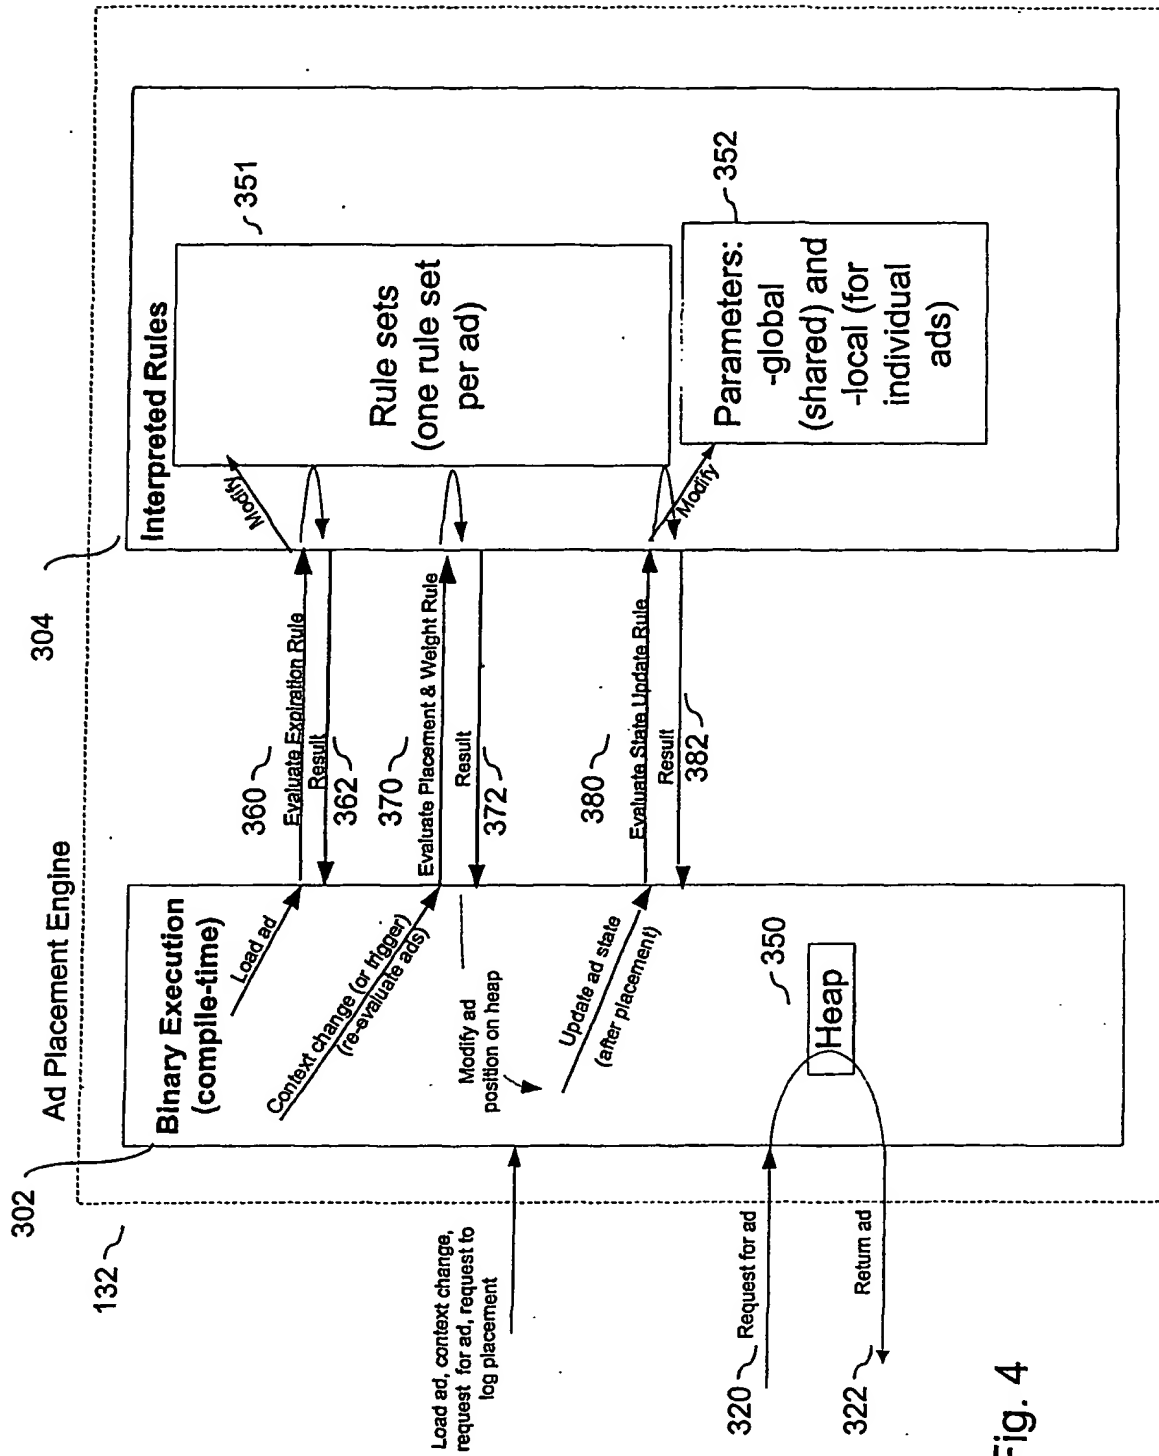 Ad Placement Engine
302
132
304
Binary Execution
(compile-time)
Load ad
Context change (or trigger)
(re-evaluate ads)
Modify ad
position on heap
Update ad state
(after placement)
350
Heap
Load ad, context change,
request for ad, request to
log placement
320
Request for ad
322
Return ad
360
Evaluate Expiration Rule
Result
362
370
Evaluate Placement & Weight Rule
Result
372
380
Evaluate State Update Rule
Result
382
Interpreted Rules
Modify
351
Rule sets
(one rule set
per ad)
Modify
352
Parameters:
-global
(shared) and
-local (for
individual
ads)
Fig. 4